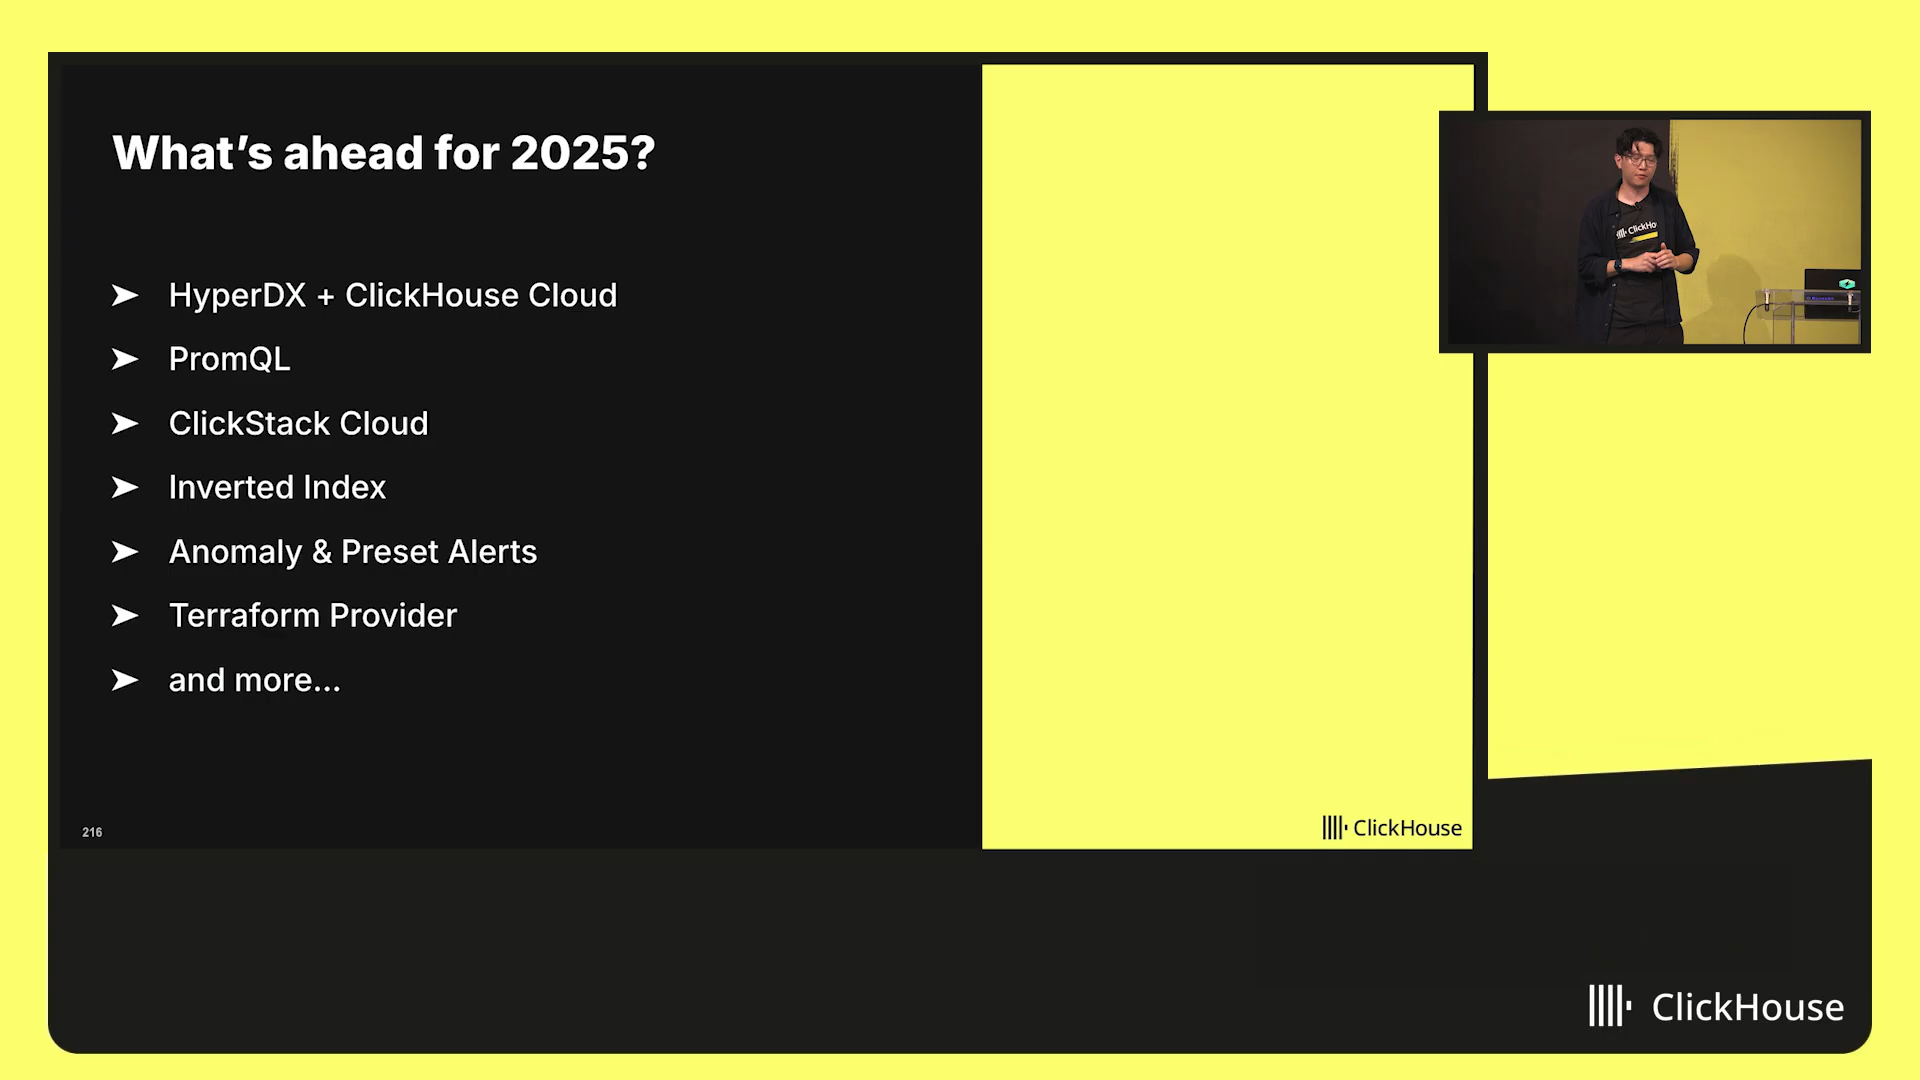 What's ahead for 2025?
➤ HyperDX + ClickHouse Cloud
➤ PromQL
➤ ClickStack Cloud
➤ Inverted Index
➤ Anomaly & Preset Alerts
➤ Terraform Provider
➤ and more...
216
ClickHouse
ClickHo
ClickHouse